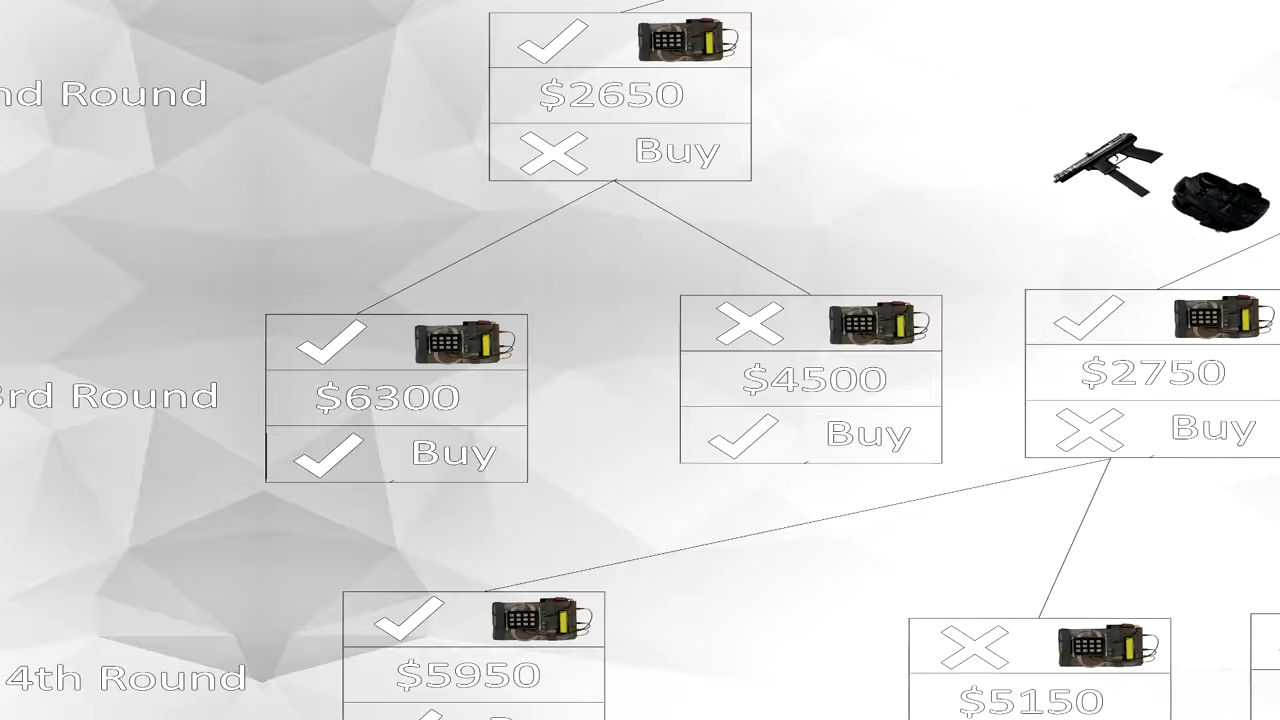 nd Round
$2650
Buy
3rd Round
$6300
Buy
$4500
Buy
$2750
Buy
4th Round
$5950
$5150